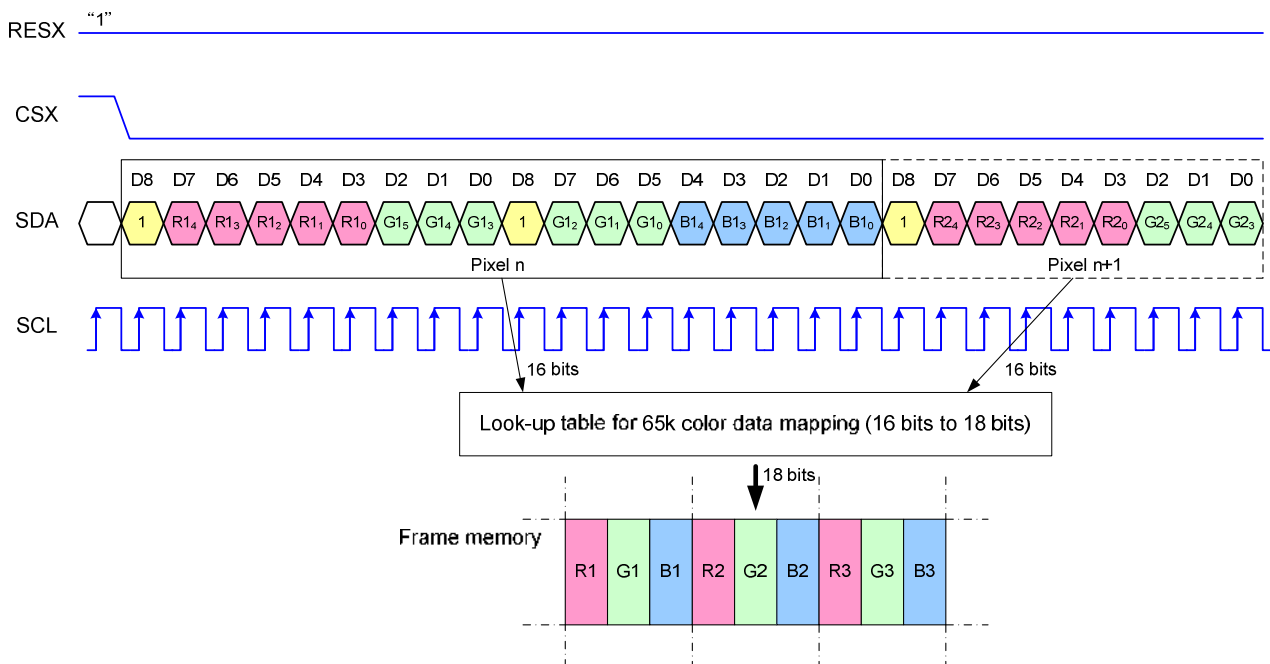 RESX “1”
CSX
D8 D7 D6 D5 D4 D3 D2 D1 D0 D8 D7 D6 D5 D4 D3 D2 D1 D0 D8 D7 D6 D5 D4 D3 D2 D1 D0
SDA 1 R1₄ R1₃ R1₂ R1₁ R1₀ G1₅ G1₄ G1₃ 1 G1₂ G1₁ G1₀ B1₄ B1₃ B1₂ B1₁ B1₀ 1 R2₄ R2₃ R2₂ R2₁ R2₀ G2₅ G2₄ G2₃
Pixel n Pixel n+1
SCL
16 bits 16 bits
Look-up table for 65k color data mapping (16 bits to 18 bits)
18 bits
Frame memory
R1 G1 B1 R2 G2 B2 R3 G3 B3